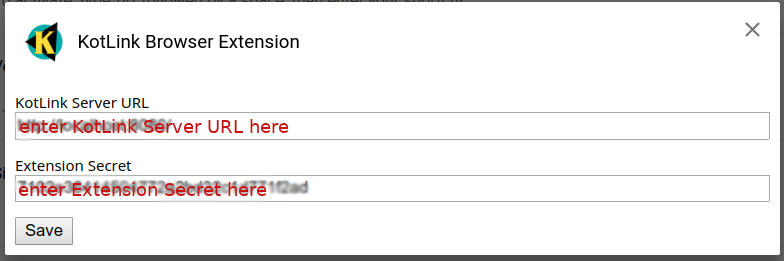 KotLink Browser Extension
KotLink Server URL
enter KotLink Server URL here
Extension Secret
enter Extension Secret here
Save